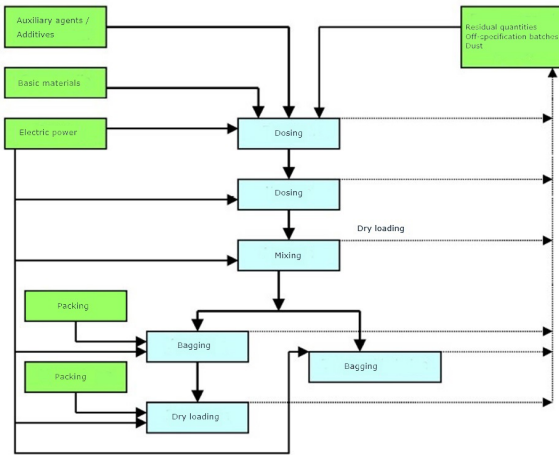 Auxiliary agents /
Additives
Residual quantities
Off-specification batches
Dust
Basic materials
Electric power
Dosing
Dosing
Dry loading
Mixing
Packing
Bagging
Bagging
Packing
Dry loading